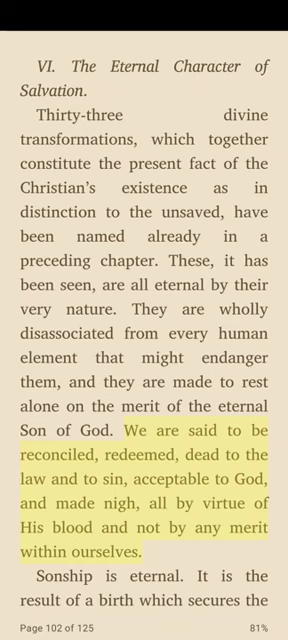 VI. The Eternal Character of
Salvation.
Thirty-three divine
transformations, which together
constitute the present fact of the
Christian’s existence as in
distinction to the unsaved, have
been named already in a
preceding chapter. These, it has
been seen, are all eternal by their
very nature. They are wholly
disassociated from every human
element that might endanger
them, and they are made to rest
alone on the merit of the eternal
Son of God. We are said to be
reconciled, redeemed, dead to the
law and to sin, acceptable to God,
and made nigh, all by virtue of
His blood and not by any merit
within ourselves.
Sonship is eternal. It is the
result of a birth which secures the
Page 102 of 125 81%